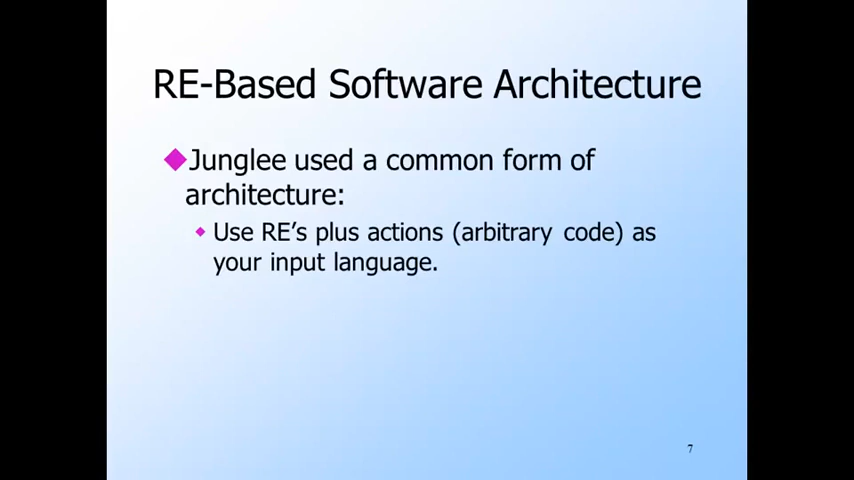 RE-Based Software Architecture
Junglee used a common form of
architecture:
Use RE's plus actions (arbitrary code) as
your input language.
7